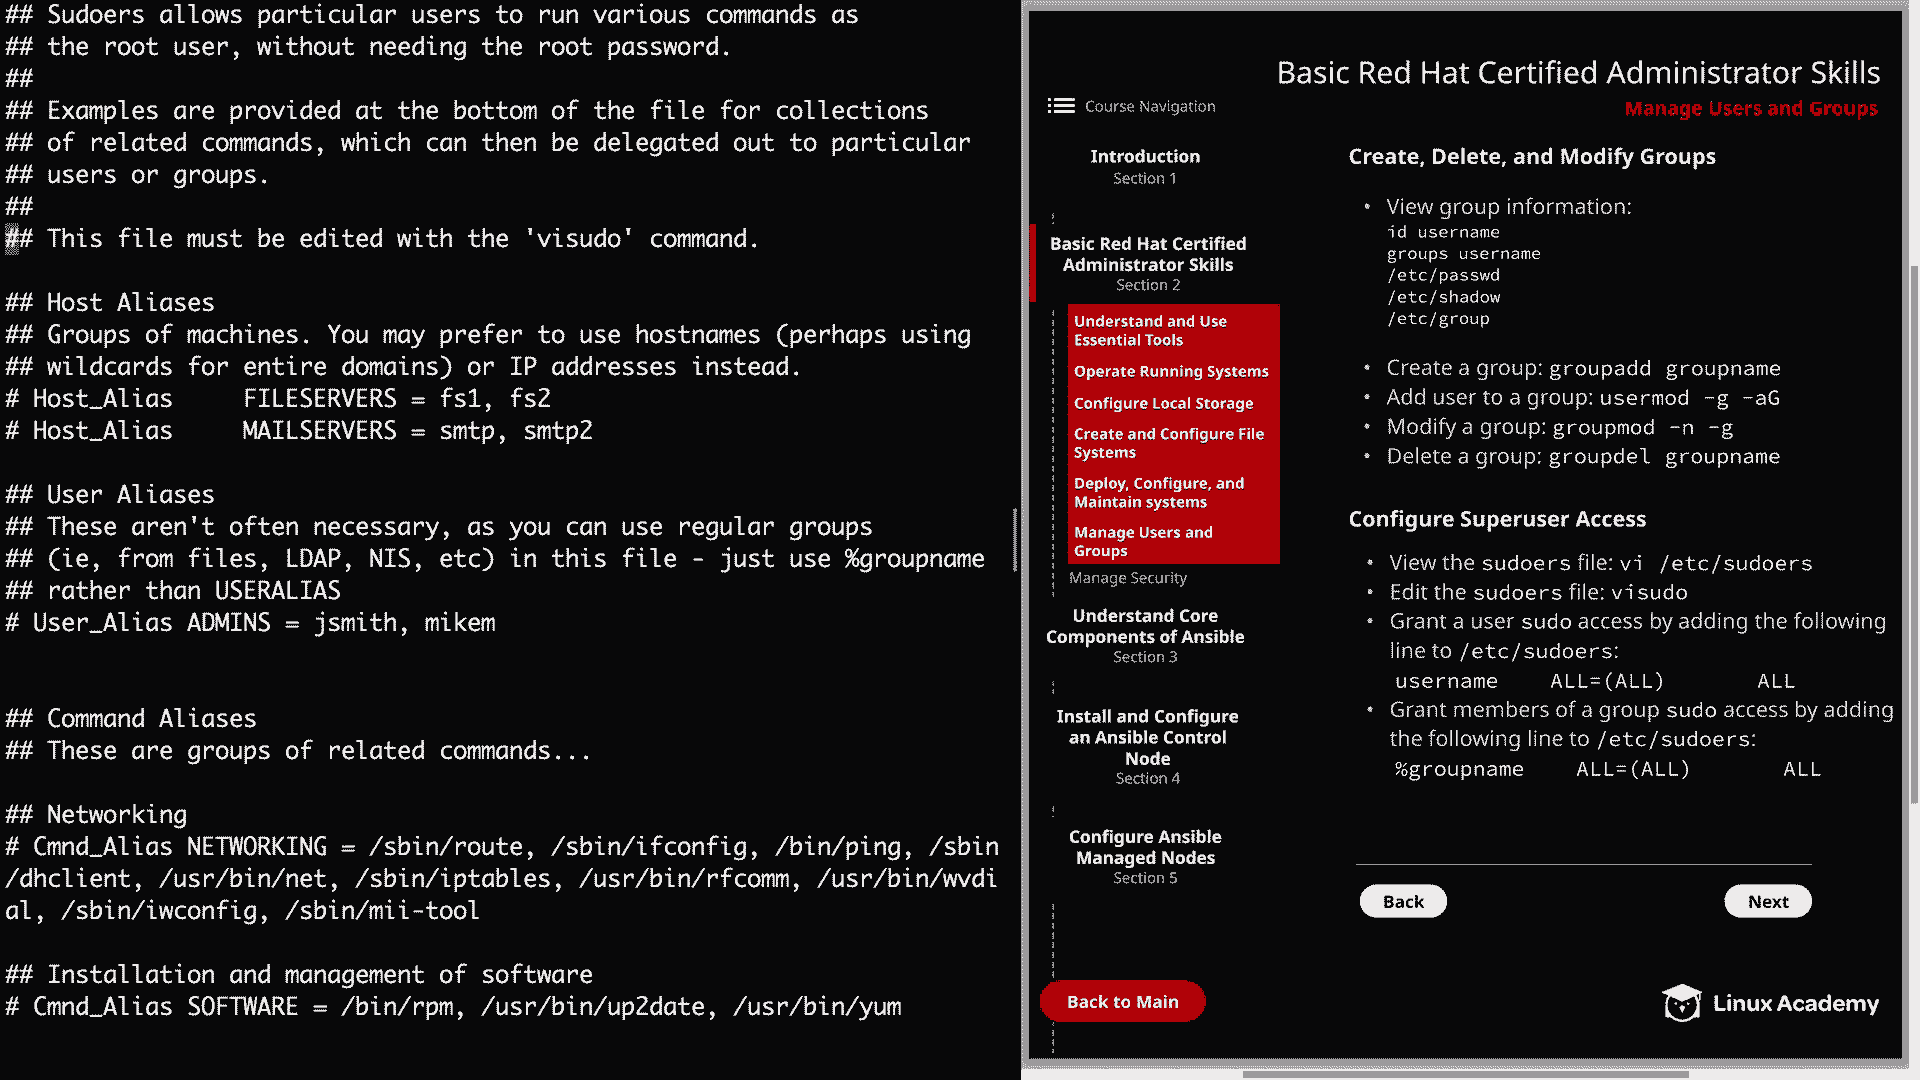 ## Sudoers allows particular users to run various commands as
## the root user, without needing the root password.
##
## Examples are provided at the bottom of the file for collections
## of related commands, which can then be delegated out to particular
## users or groups.
##
## This file must be edited with the 'visudo' command.
## Host Aliases
## Groups of machines. You may prefer to use hostnames (perhaps using
## wildcards for entire domains) or IP addresses instead.
# Host_Alias     FILESERVERS = fs1, fs2
# Host_Alias     MAILSERVERS = smtp, smtp2
## User Aliases
## These aren't often necessary, as you can use regular groups
## (ie, from files, LDAP, NIS, etc) in this file - just use %groupname
## rather than USERALIAS
# User_Alias ADMINS = jsmith, mikem
## Command Aliases
## These are groups of related commands...
## Networking
# Cmnd_Alias NETWORKING = /sbin/route, /sbin/ifconfig, /bin/ping, /sbin
/dhclient, /usr/bin/net, /sbin/iptables, /usr/bin/rfcomm, /usr/bin/wvdi
al, /sbin/iwconfig, /sbin/mii-tool
## Installation and management of software
# Cmnd_Alias SOFTWARE = /bin/rpm, /usr/bin/up2date, /usr/bin/yum
Basic Red Hat Certified Administrator Skills
Manage Users and Groups
Course Navigation
Introduction
Section 1
Basic Red Hat Certified
Administrator Skills
Section 2
Understand and Use
Essential Tools
Operate Running Systems
Configure Local Storage
Create and Configure File
Systems
Deploy, Configure, and
Maintain systems
Manage Users and
Groups
Manage Security
Understand Core
Components of Ansible
Section 3
Install and Configure
an Ansible Control
Node
Section 4
Configure Ansible
Managed Nodes
Section 5
Back to Main
Create, Delete, and Modify Groups
• View group information:
id username
groups username
/etc/passwd
/etc/shadow
/etc/group
• Create a group: groupadd groupname
• Add user to a group: usermod -g -aG
• Modify a group: groupmod -n -g
• Delete a group: groupdel groupname
Configure Superuser Access
• View the sudoers file: vi /etc/sudoers
• Edit the sudoers file: visudo
• Grant a user sudo access by adding the following
line to /etc/sudoers:
username    ALL=(ALL)    ALL
• Grant members of a group sudo access by adding
the following line to /etc/sudoers:
%groupname    ALL=(ALL)    ALL
Back
Next
Linux Academy